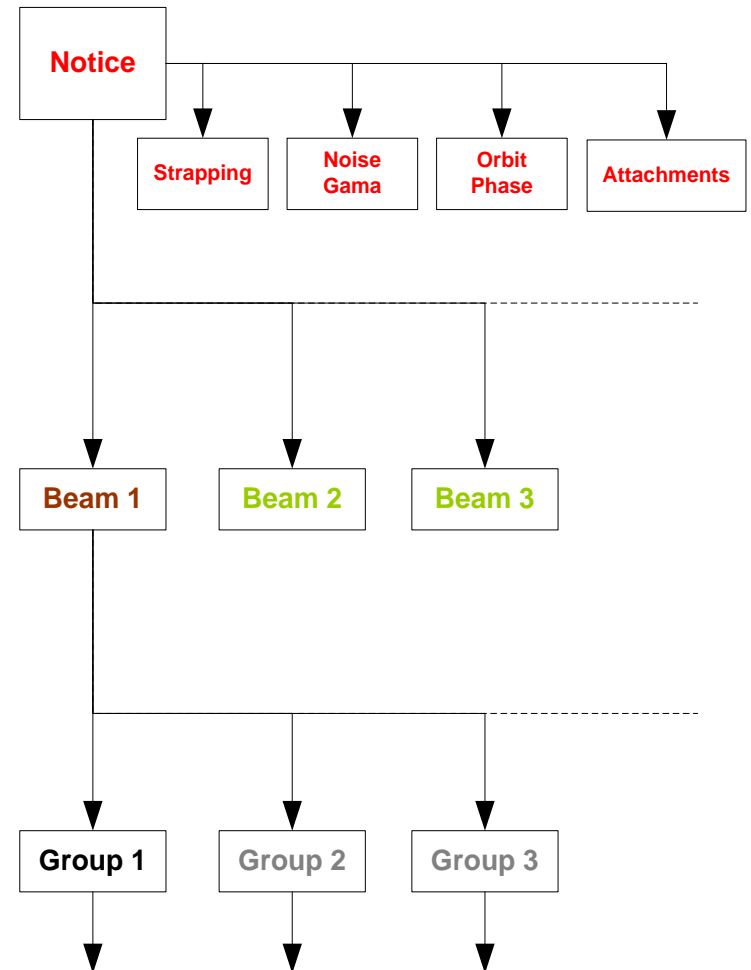 Notice
Strapping
Noise
Gama
Orbit
Phase
Attachments
Beam 1
Beam 2
Beam 3
Group 1
Group 2
Group 3